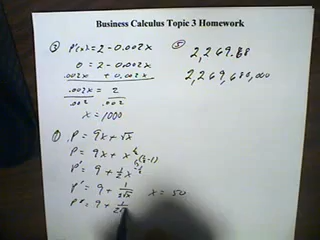 Business Calculus Topic 3 Homework
③ P'(x) = 2 - 0.002x
0 = 2 - 0.002x
.002x + 0.002x
.002x = 2
.002 .002
x = 1000
⑤
2,269.68
2,269,680,000
P = 9x + √x
P = 9x + x^½
P' = 9 + ½x^-½
(½-1)
P' = 9 + 1/(2√x) x = 50
P' = 9 + 1/(2√